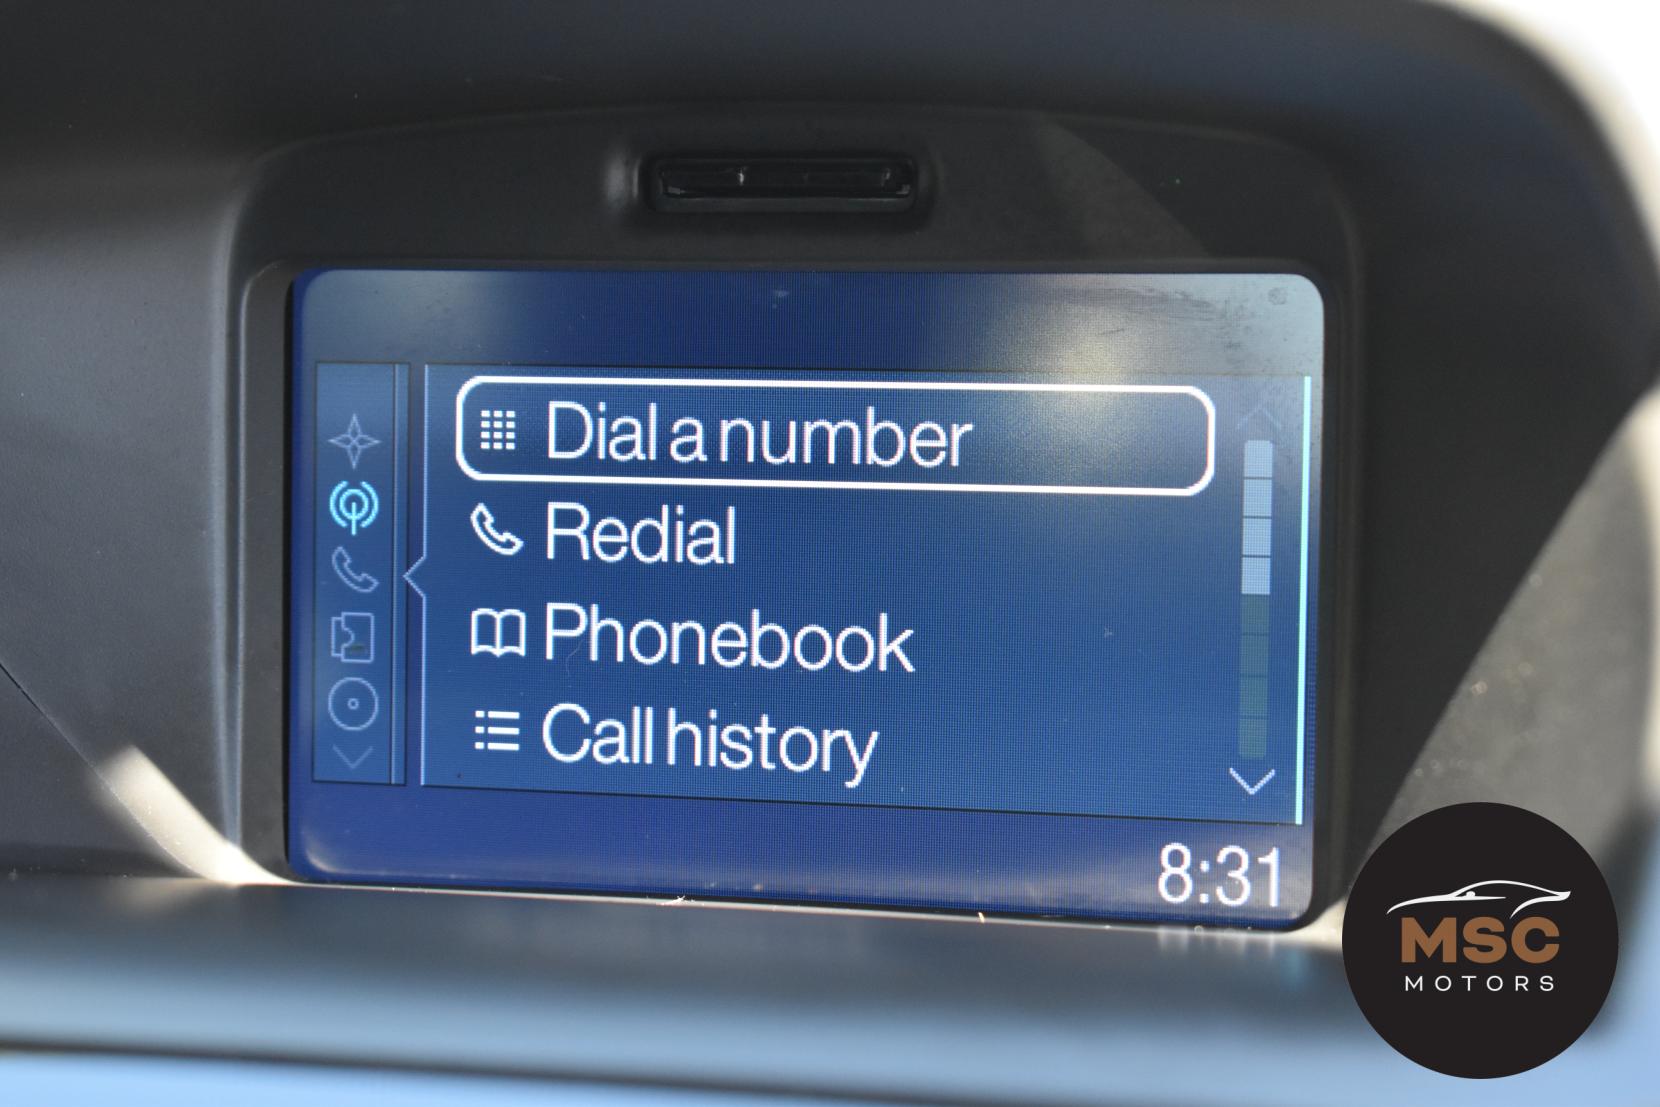 Dial a number
Redial
Phonebook
Call history
8:31
MSC
MOTORS